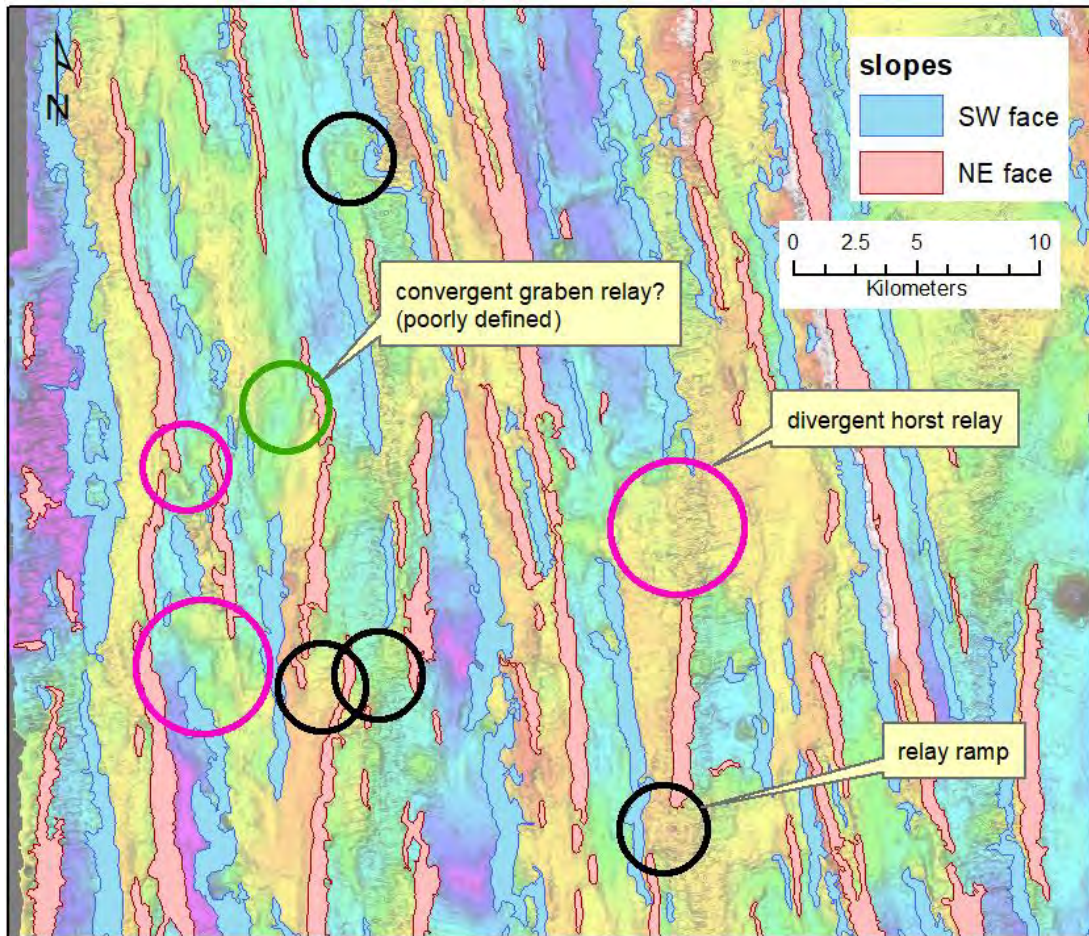 N
slopes
SW face
NE face
0 2.5 5 10
Kilometers
convergent graben relay?
(poorly defined)
divergent horst relay
relay ramp